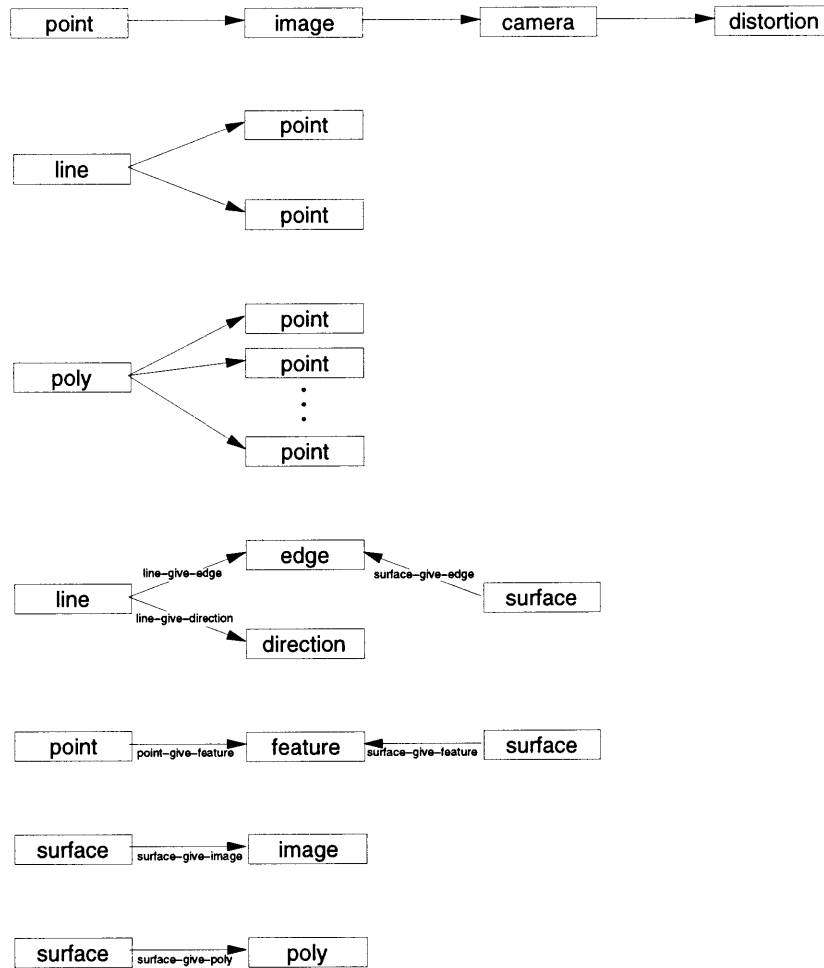 point image camera distortion
point
line
point
point
poly point
point
edge
line-give-edge surface-give-edge
line surface
line-give-direction
direction
point point-give-feature feature surface-give-feature surface
surface surface-give-image image
surface surface-give-poly poly